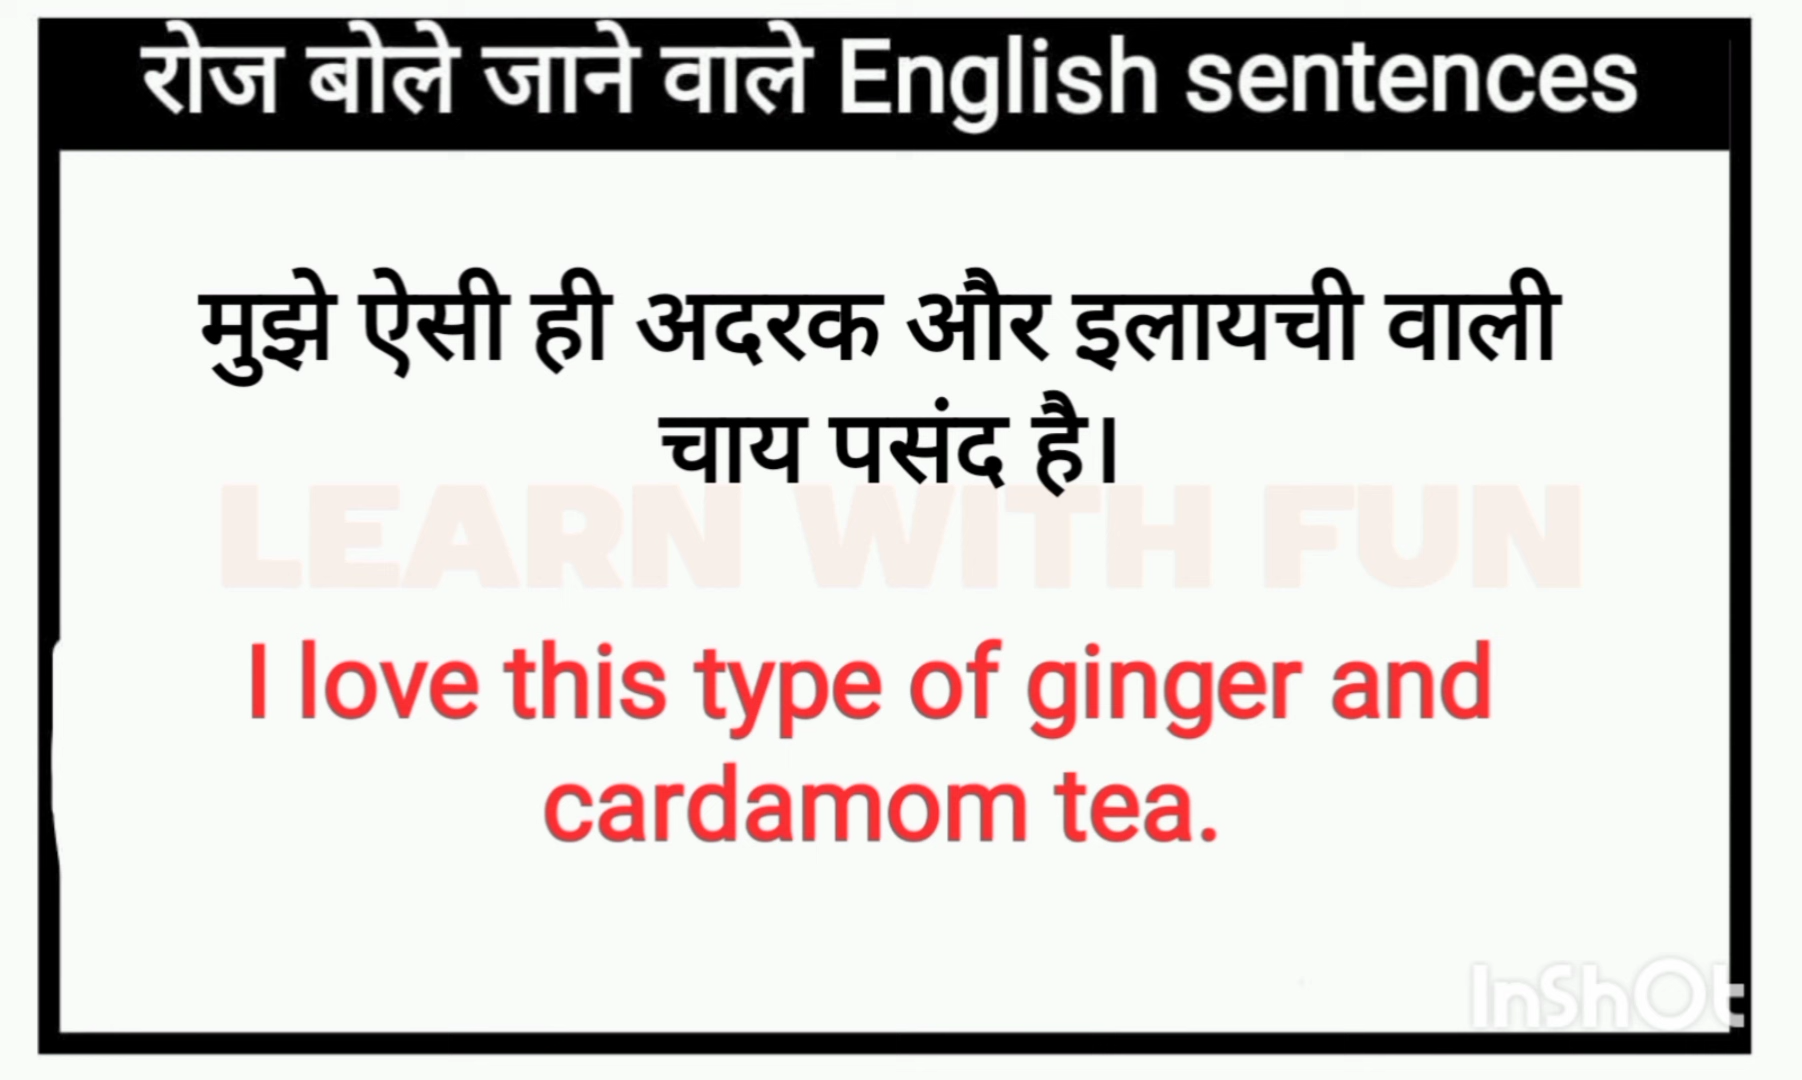 रोज बोले जाने वाले English sentences
मुझे ऐसी ही अदरक और इलायची वाली
चाय पसंद है।
LEARN WITH FUN
I love this type of ginger and
cardamom tea.
InShOt